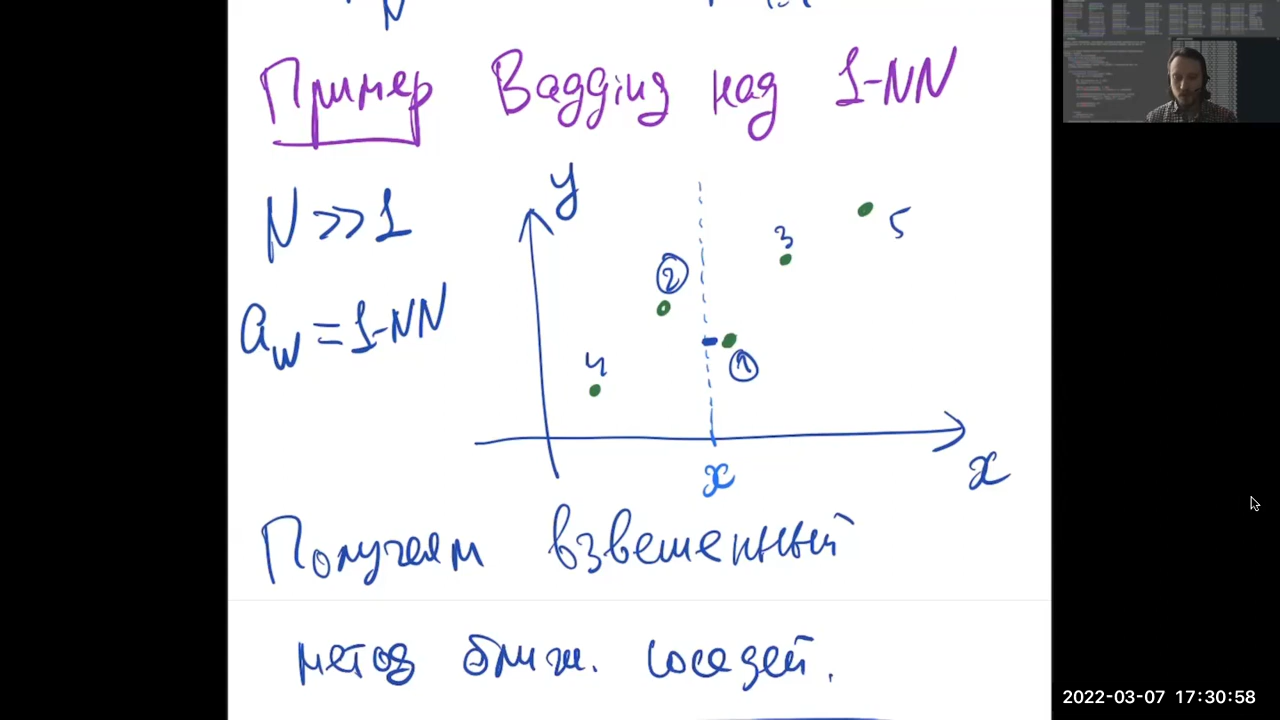 Пример Bagging над 1-NN
N >> 1
a_w = 1-NN
y
2
3
5
4
1
x
x
Получаем взвешенный
метод ближ. соседей.
2022-03-07 17:30:58